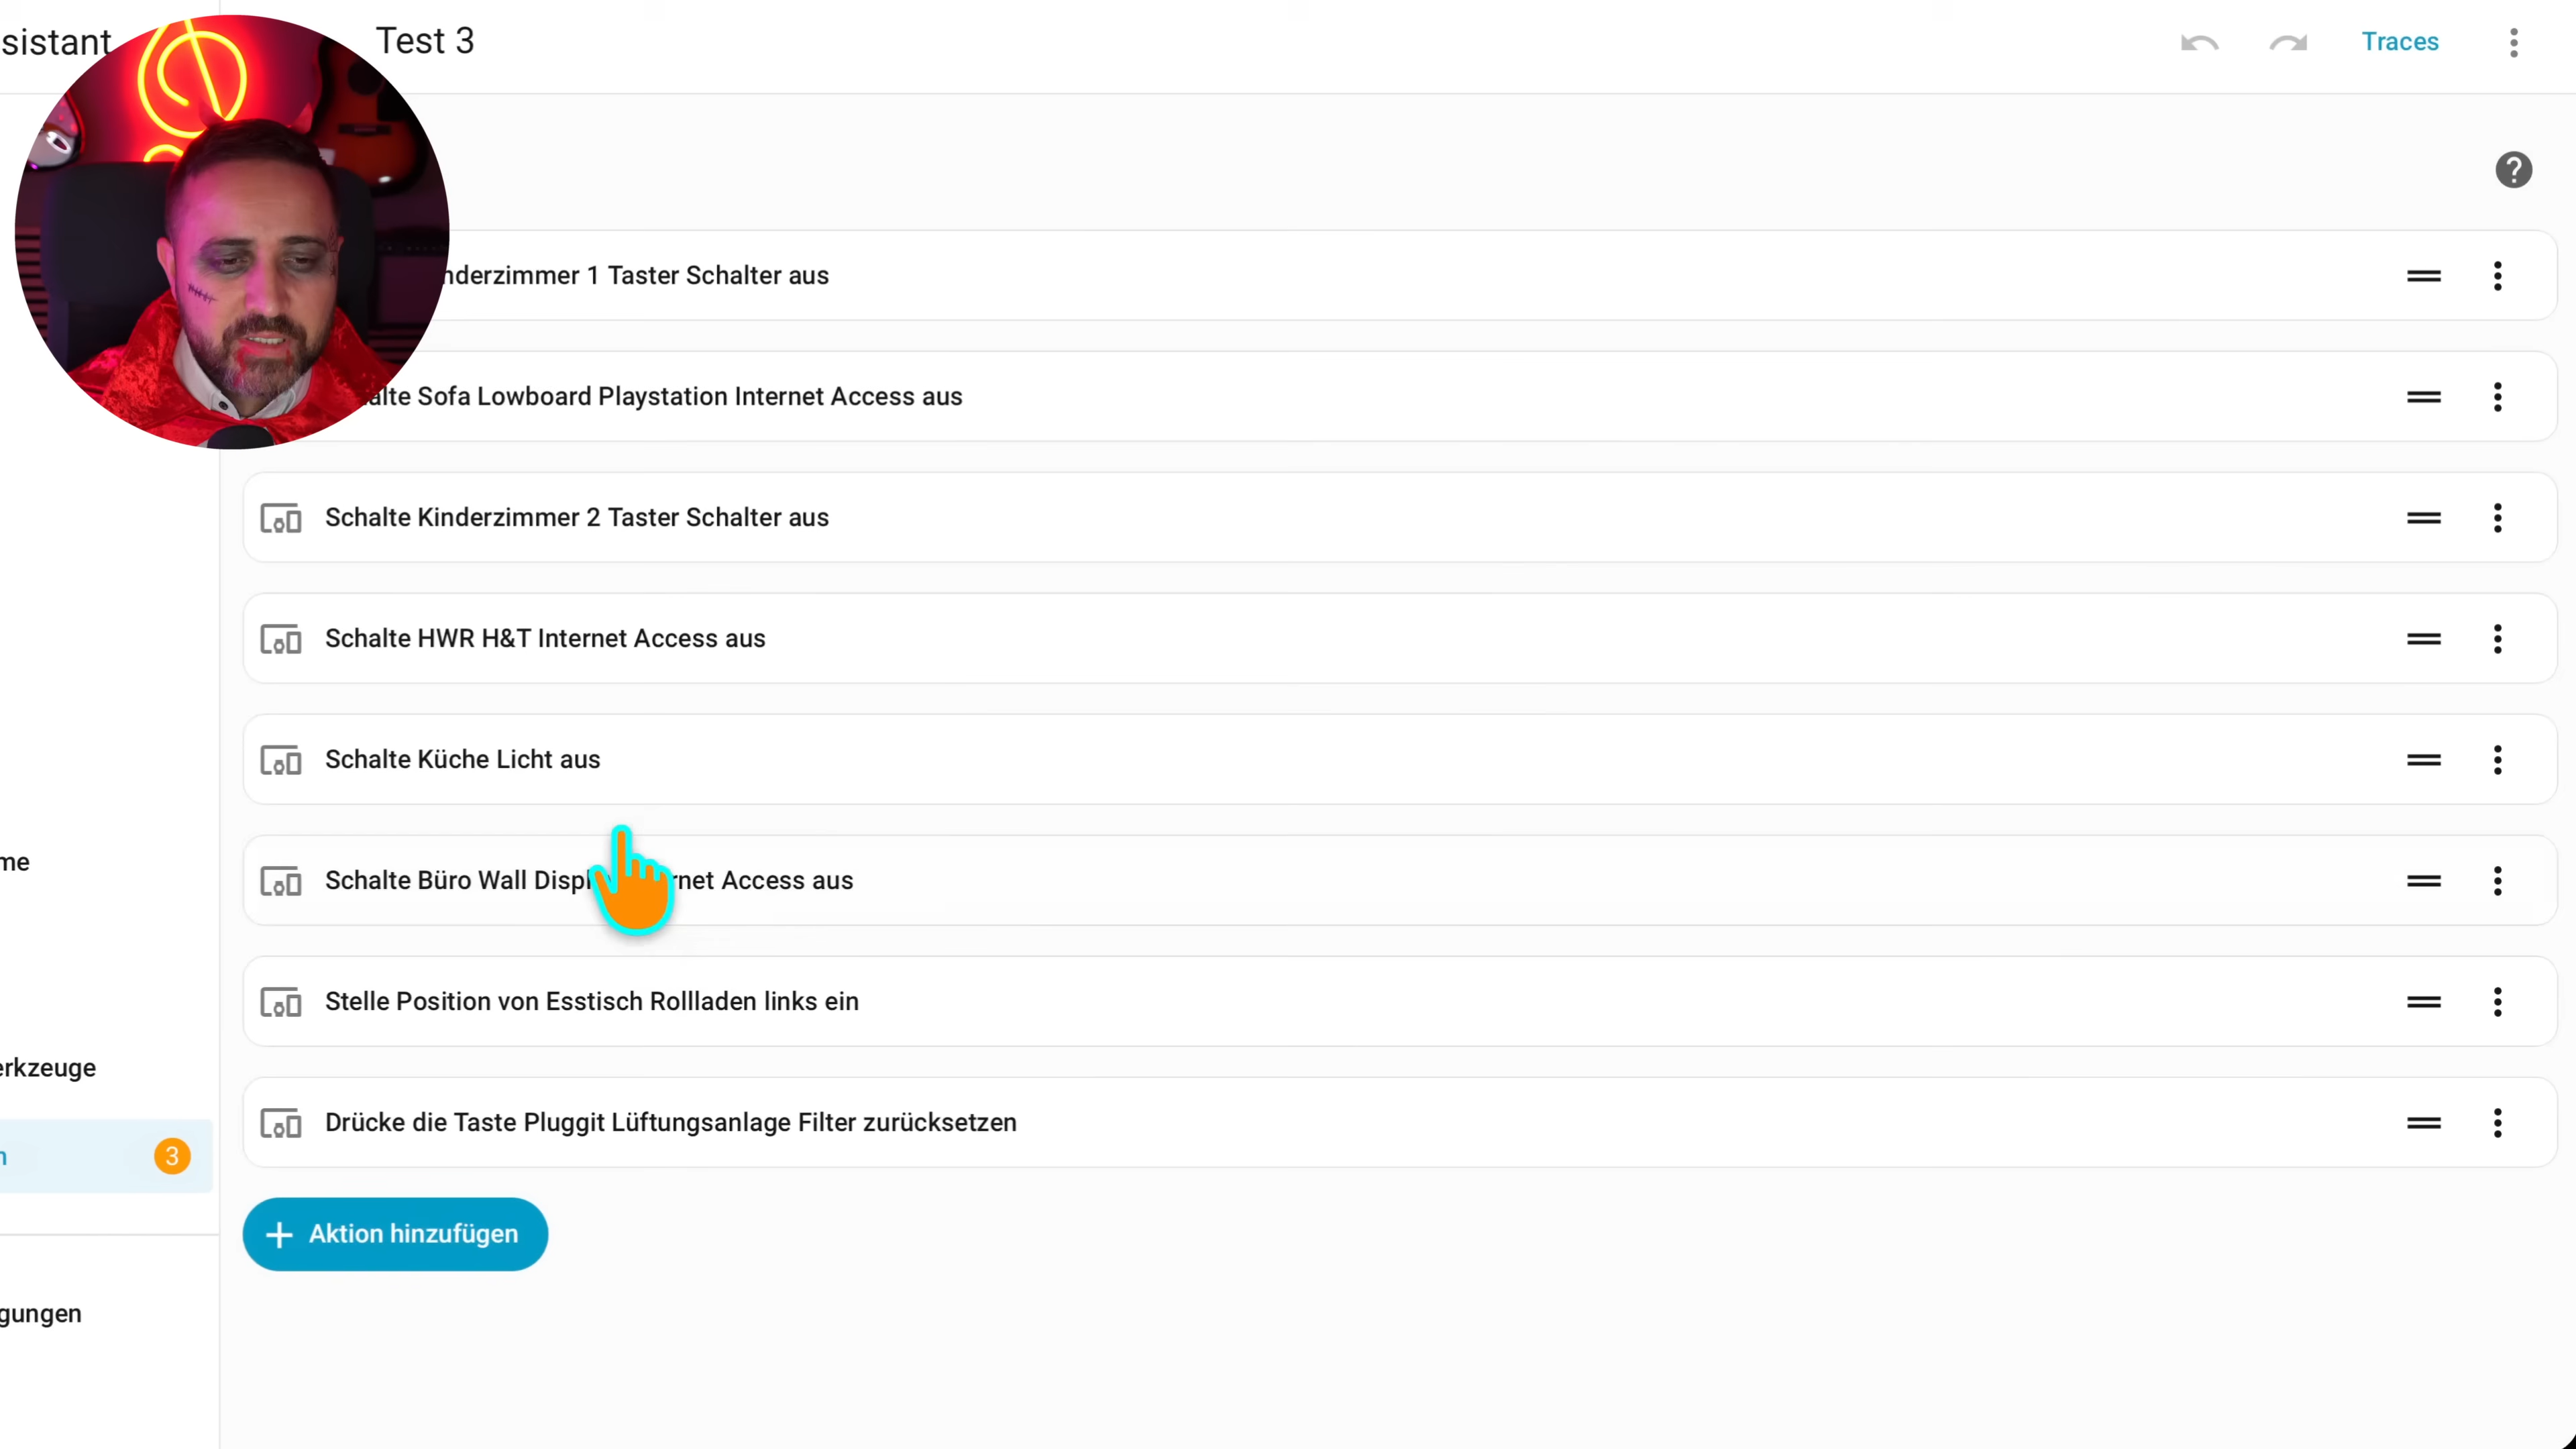 sistant
Test 3
Traces
nderzimmer 1 Taster Schalter aus
alte Sofa Lowboard Playstation Internet Access aus
Schalte Kinderzimmer 2 Taster Schalter aus
Schalte HWR H&T Internet Access aus
Schalte Küche Licht aus
me
Schalte Büro Wall Disp rnet Access aus
Stelle Position von Esstisch Rollladen links ein
erkzeuge
Drücke die Taste Pluggit Lüftungsanlage Filter zurücksetzen
n
3
Aktion hinzufügen
gungen